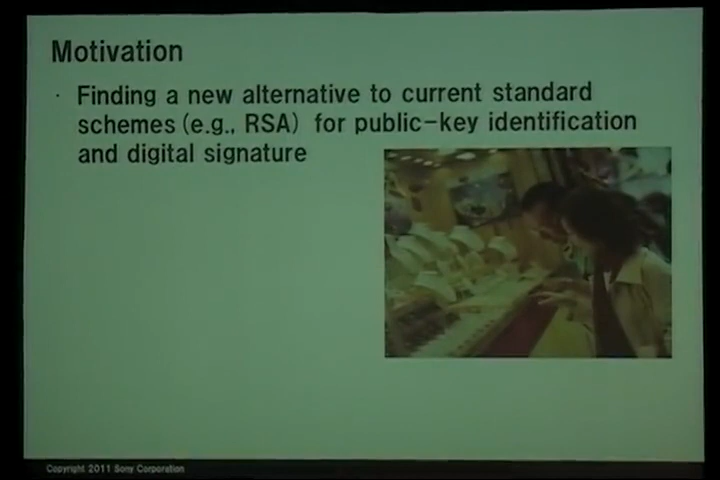 Motivation
· Finding a new alternative to current standard
schemes (e.g., RSA) for public-key identification
and digital signature
Copyright 2011 Sony Corporation